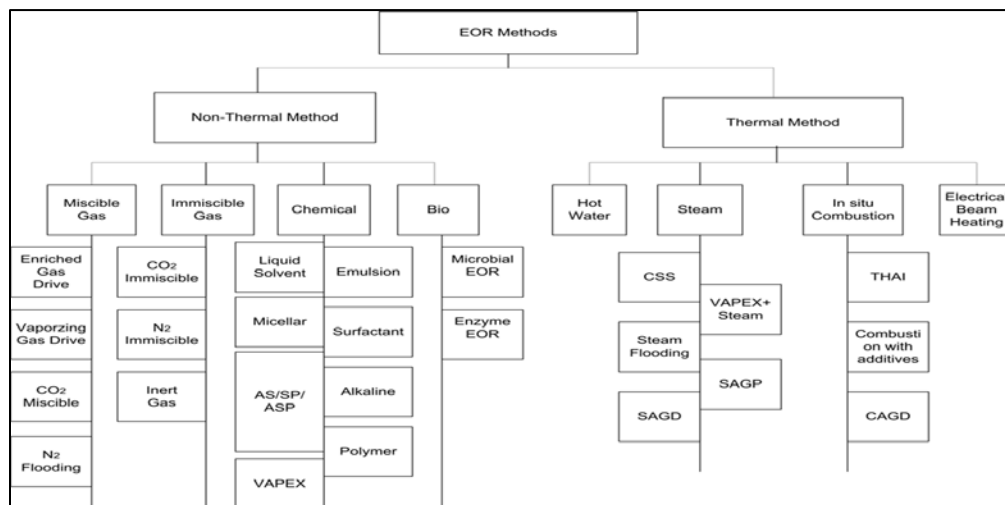 EOR Methods
Non-Thermal Method
Thermal Method
Miscible
Gas
Immiscible
Gas
Chemical
Bio
Hot
Water
Steam
In situ
Combustion
Electrical
Beam
Heating
Enriched
Gas
Drive
Vaporzing
Gas Drive
CO2
Miscible
N2
Flooding
CO2
Immiscible
N2
Immiscible
Inert
Gas
Liquid
Solvent
Micellar
AS/SP/
ASP
VAPEX
Emulsion
Surfactant
Alkaline
Polymer
Microbial
EOR
Enzyme
EOR
CSS
Steam
Flooding
SAGD
VAPEX+
Steam
SAGP
THAI
Combusti
on with
additives
CAGD